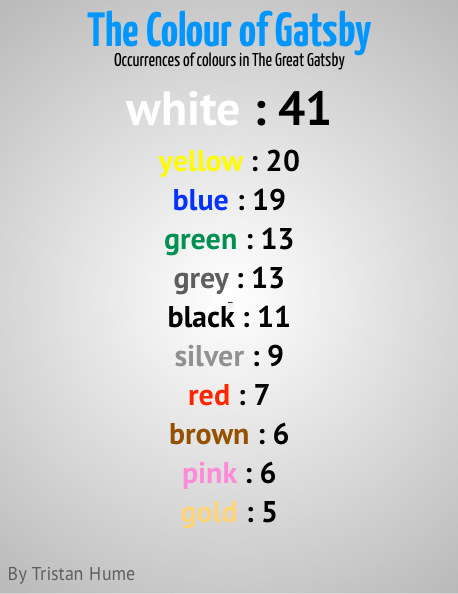 The Colour of Gatsby
Occurrences of colours in The Great Gatsby
white : 41
yellow : 20
blue : 19
green : 13
grey : 13
black : 11
silver : 9
red : 7
brown : 6
pink : 6
gold : 5
By Tristan Hume